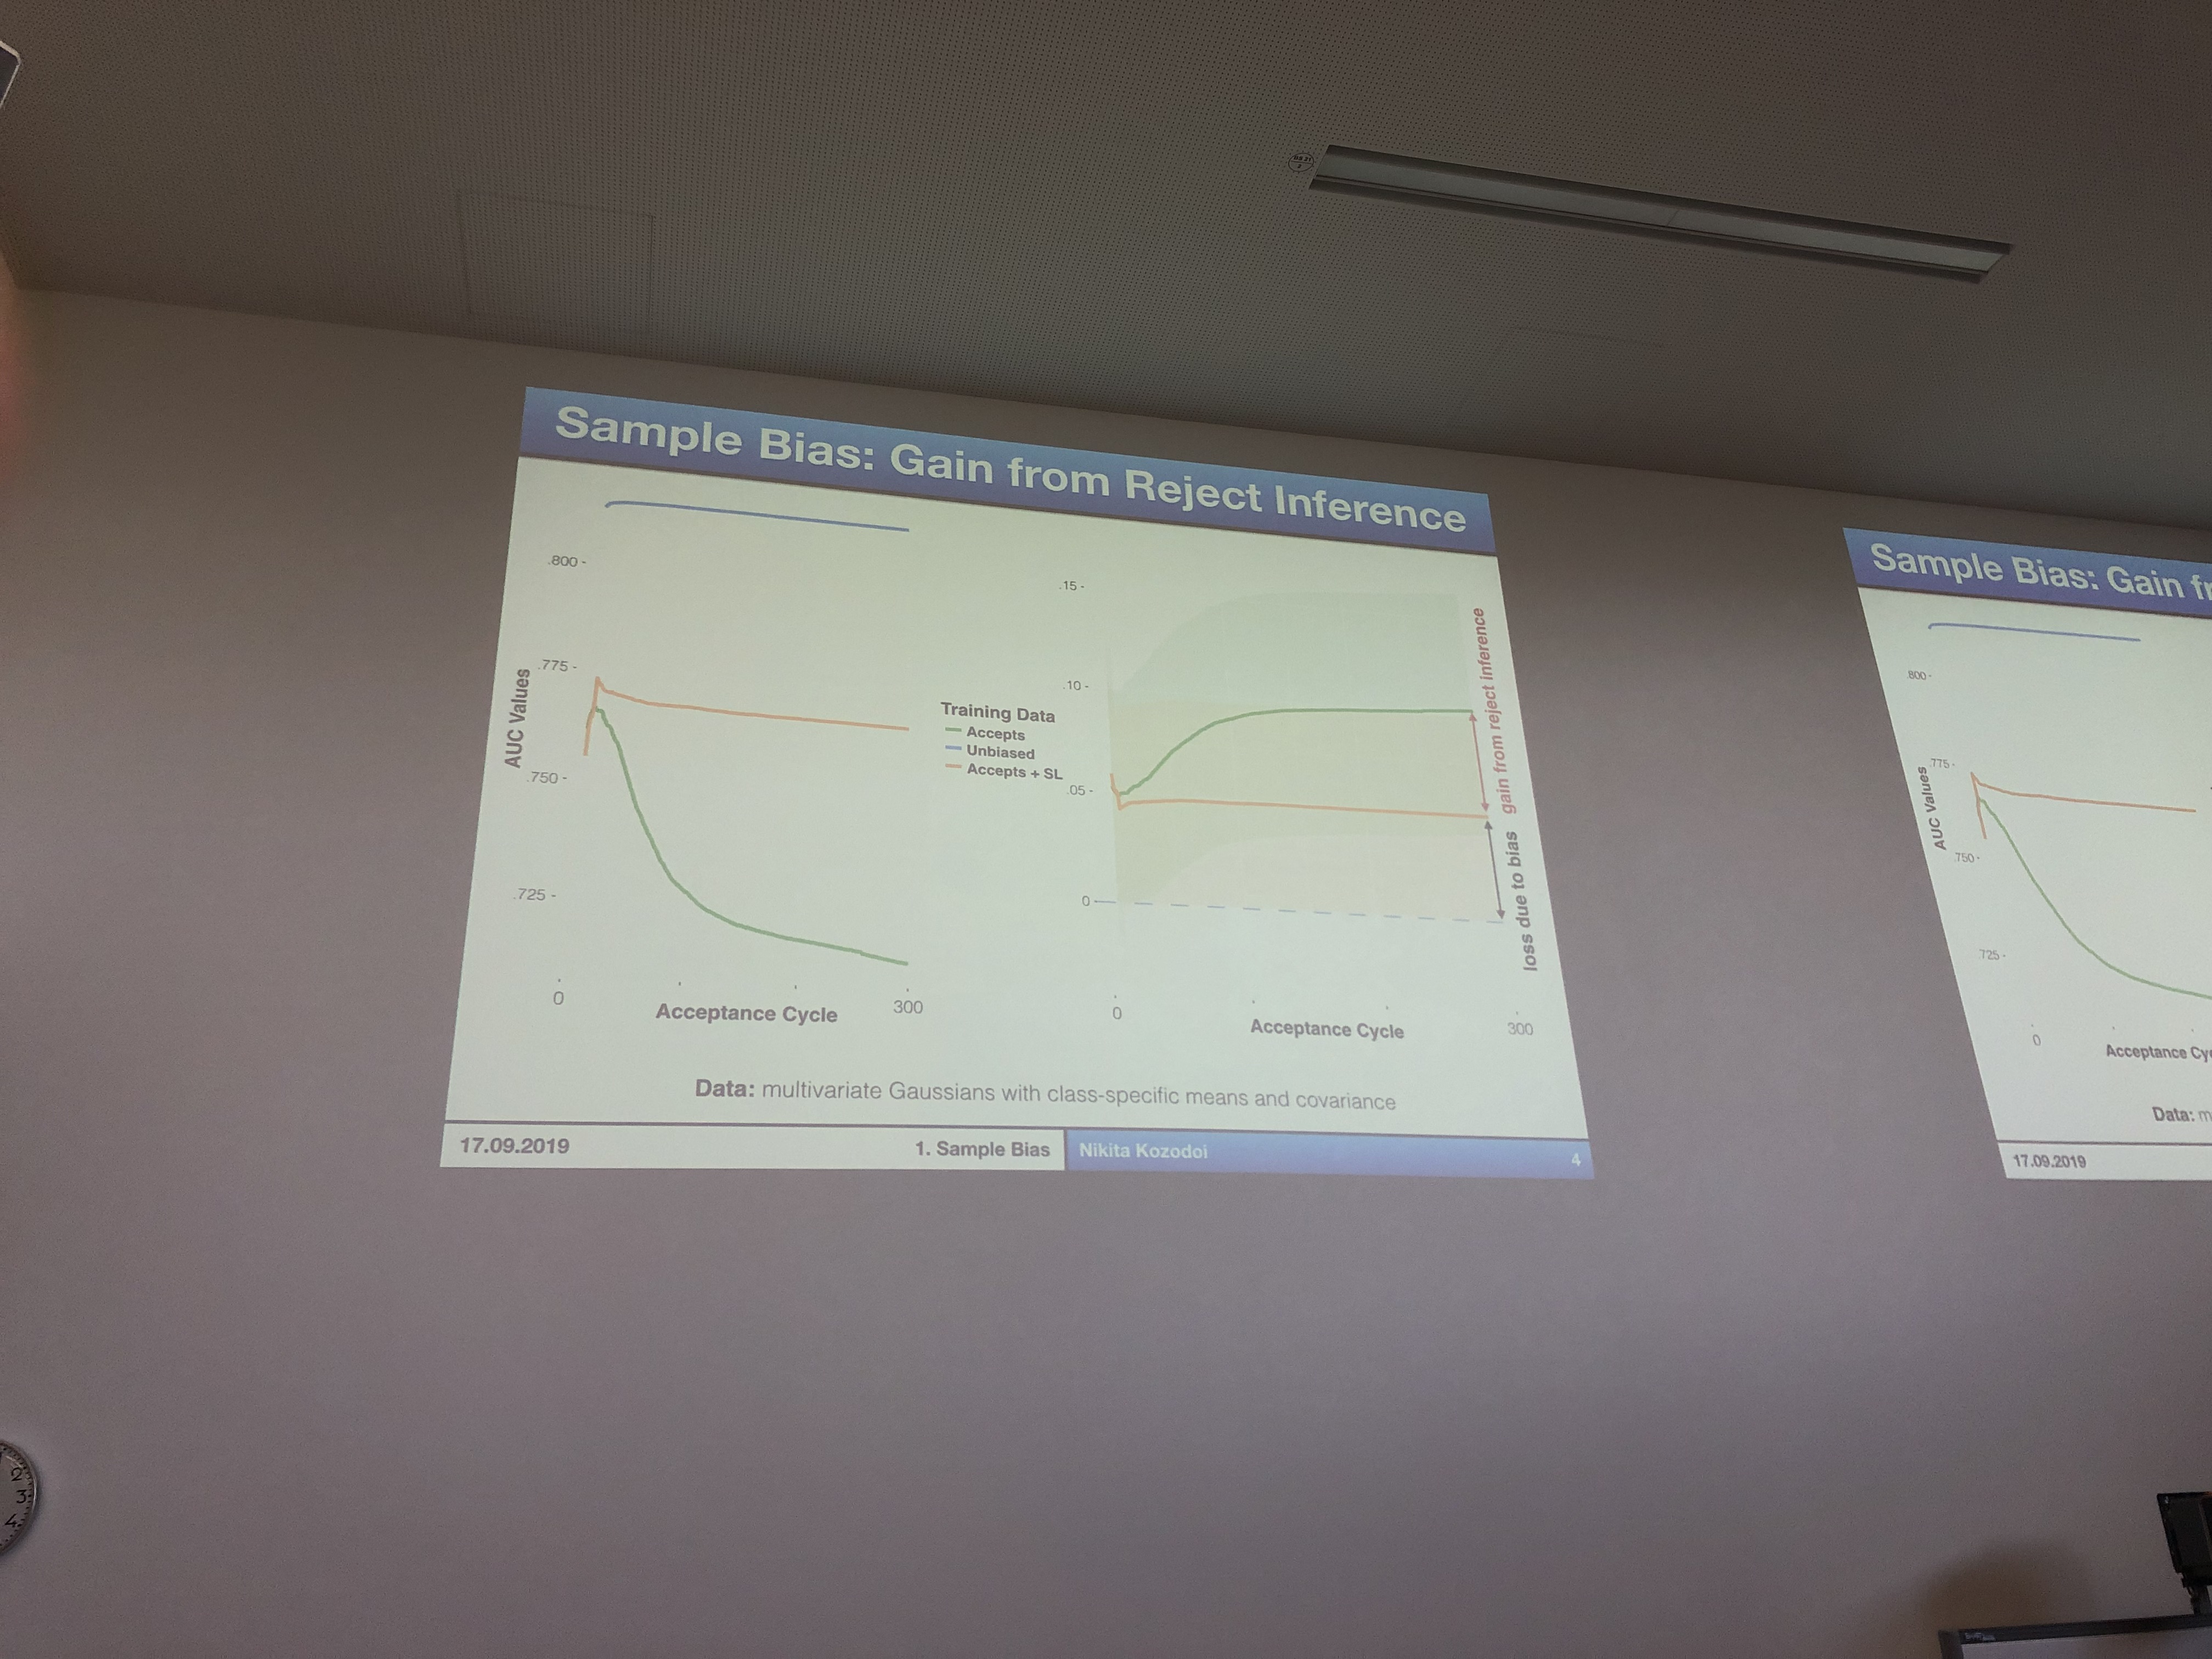 Sample Bias: Gain from Reject Inference
.800 -
.775 -
.750 -
.725 -
AUC Values
0
300
Acceptance Cycle
Training Data
Accepts
Unbiased
Accepts + SL
.15 -
.10 -
.05 -
0
gain from reject inference
loss due to bias
0
300
Acceptance Cycle
Data: multivariate Gaussians with class-specific means and covariance
17.09.2019
1. Sample Bias
Nikita Kozodoi
4
Sample Bias: Gain fr
.800 -
.775 -
.750 -
.725 -
AUC Values
0
Acceptance Cy
Data: m
17.09.2019
2
3
4